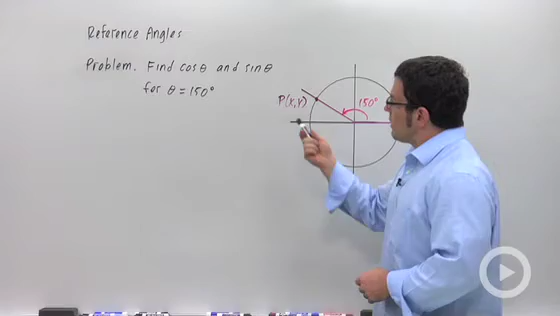 Reference Angles
Problem. Find cosθ and sinθ
for θ = 150°
P(x,y)
150°